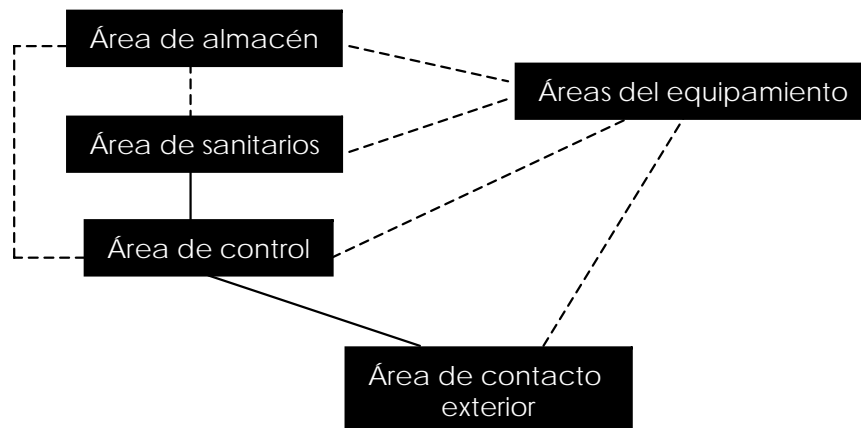 Área de almacén
Áreas del equipamiento
Área de sanitarios
Área de control
Área de contacto
exterior